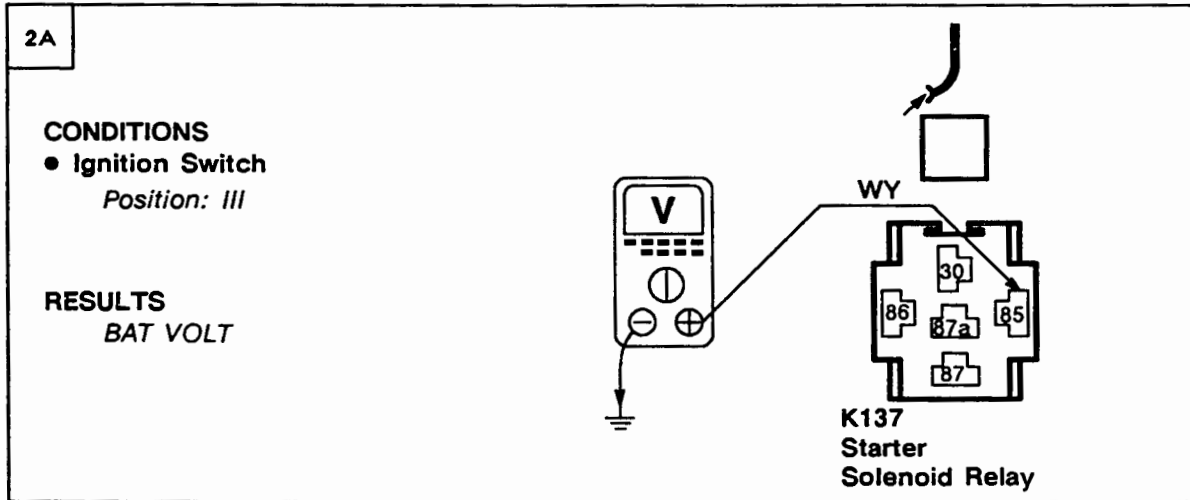 2A
CONDITIONS
● Ignition Switch
Position: III
RESULTS
BAT VOLT
V
WY
30
86
87a
85
87
K137
Starter
Solenoid Relay